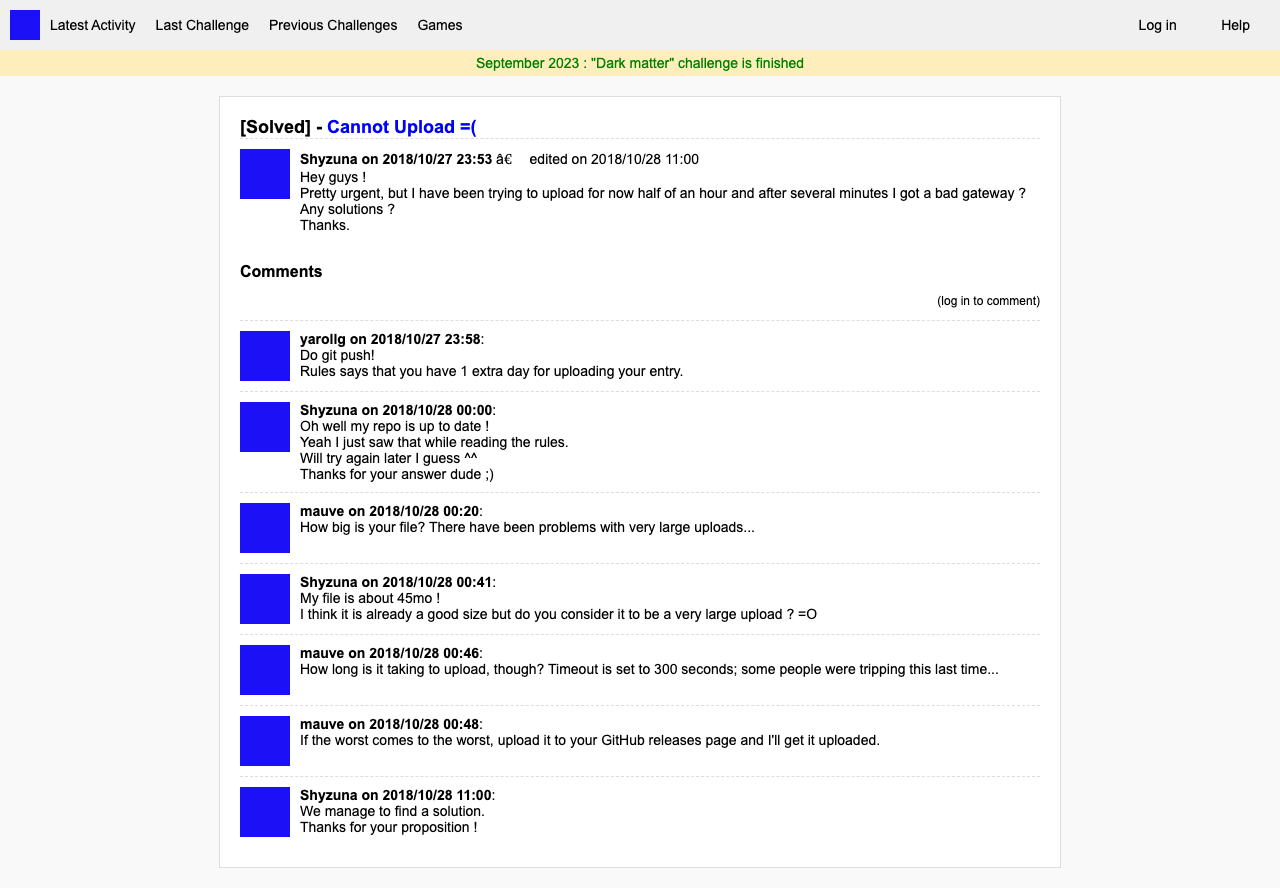 Latest Activity Last Challenge Previous Challenges Games Log in Help
September 2023 : "Dark matter" challenge is finished
[Solved] - Cannot Upload =(
Shyzuna on 2018/10/27 23:53 â€ edited on 2018/10/28 11:00
Hey guys !
Pretty urgent, but I have been trying to upload for now half of an hour and after several minutes I got a bad gateway ?
Any solutions ?
Thanks.
Comments
(log in to comment)
yarollg on 2018/10/27 23:58:
Do git push!
Rules says that you have 1 extra day for uploading your entry.
Shyzuna on 2018/10/28 00:00:
Oh well my repo is up to date !
Yeah I just saw that while reading the rules.
Will try again later I guess ^^
Thanks for your answer dude ;)
mauve on 2018/10/28 00:20:
How big is your file? There have been problems with very large uploads...
Shyzuna on 2018/10/28 00:41:
My file is about 45mo !
I think it is already a good size but do you consider it to be a very large upload ? =O
mauve on 2018/10/28 00:46:
How long is it taking to upload, though? Timeout is set to 300 seconds; some people were tripping this last time...
mauve on 2018/10/28 00:48:
If the worst comes to the worst, upload it to your GitHub releases page and I'll get it uploaded.
Shyzuna on 2018/10/28 11:00:
We manage to find a solution.
Thanks for your proposition !